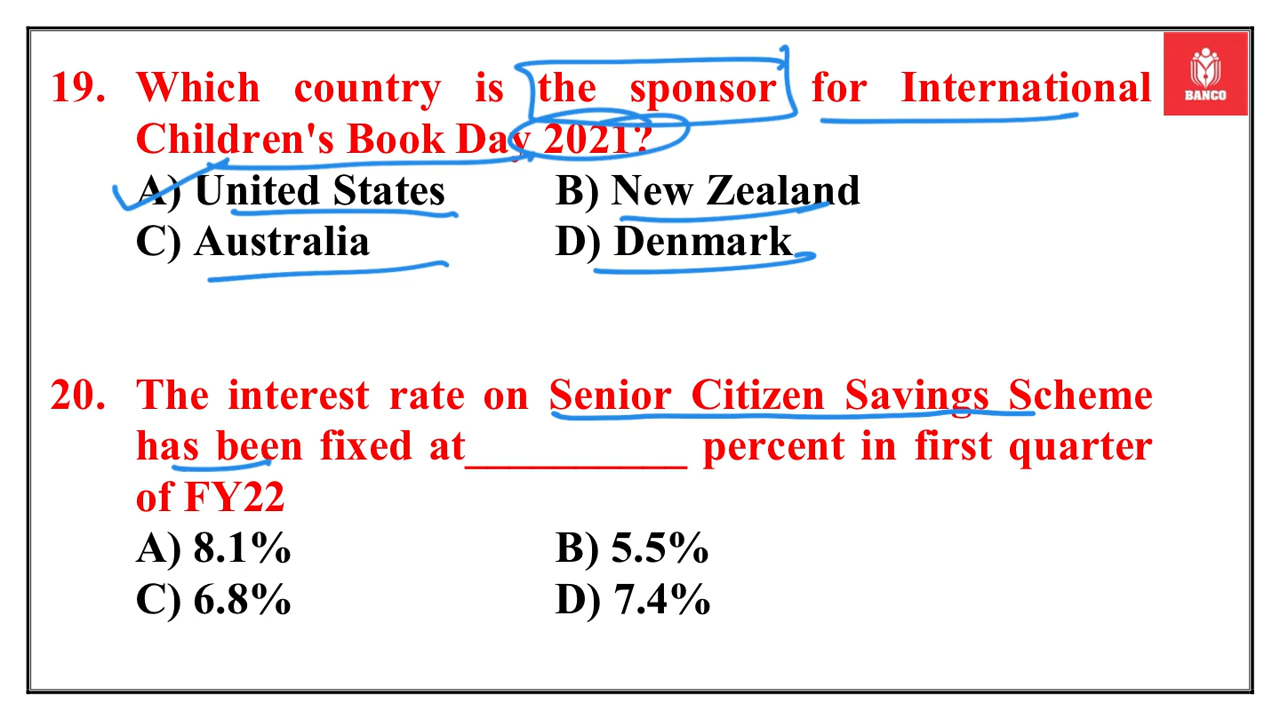 19. Which country is the sponsor for International
Children's Book Day 2021?
A) United States B) New Zealand
C) Australia D) Denmark
20. The interest rate on Senior Citizen Savings Scheme
has been fixed at__________ percent in first quarter
of FY22
A) 8.1% B) 5.5%
C) 6.8% D) 7.4%
BANCO